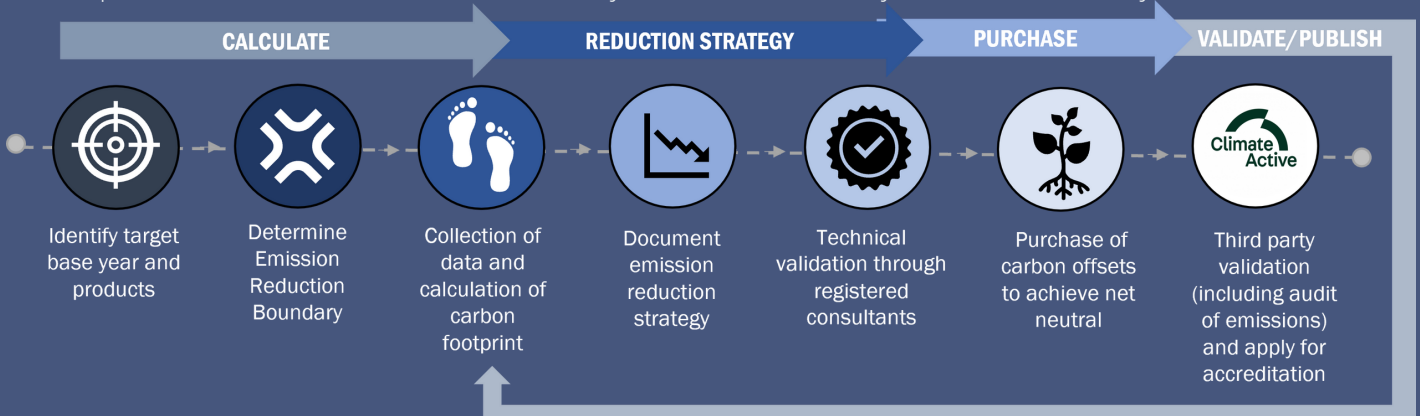 CALCULATE
REDUCTION STRATEGY
PURCHASE
VALIDATE/PUBLISH
Identify target
base year and
products
Determine
Emission
Reduction
Boundary
Collection of
data and
calculation of
carbon
footprint
Document
emission
reduction
strategy
Technical
validation through
registered
consultants
Purchase of
carbon offsets
to achieve net
neutral
Climate
Active
Third party
validation
(including audit
of emissions)
and apply for
accreditation